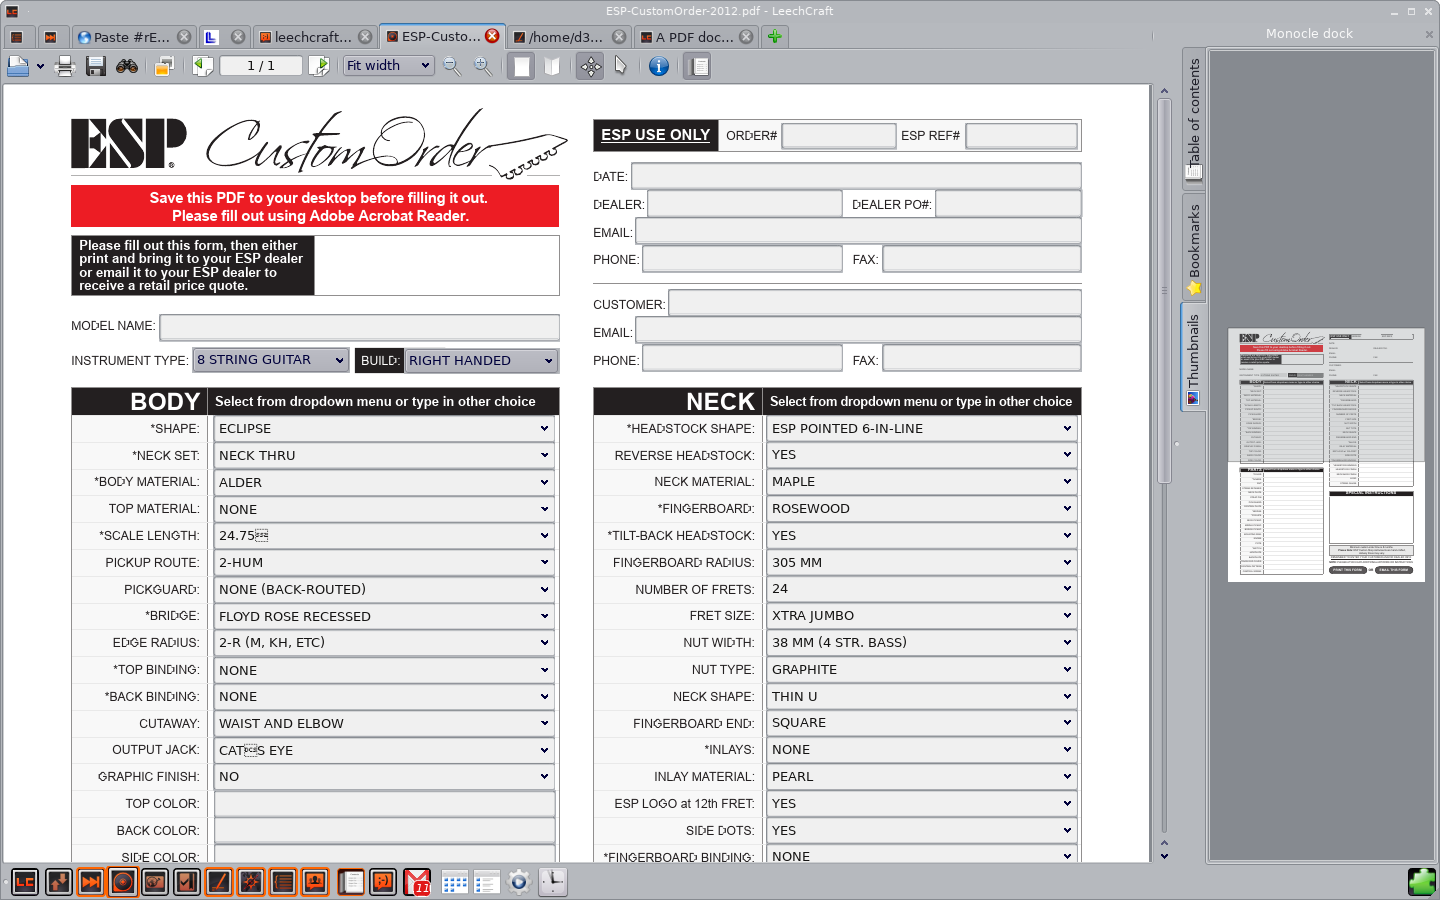 ESP-CustomOrder-2012.pdf - LeechCraft
Paste #rE...
leechcraft...
ESP-Custo...
/home/d3...
A PDF doc...
Monocle dock
1 / 1
Fit width
Table of contents
Bookmarks
Thumbnails
ESP® CustomOrder
Save this PDF to your desktop before filling it out.
Please fill out using Adobe Acrobat Reader.
Please fill out this form, then either
print and bring it to your ESP dealer
or email it to your ESP dealer to
receive a retail price quote.
MODEL NAME:
INSTRUMENT TYPE: 8 STRING GUITAR BUILD: RIGHT HANDED
ESP USE ONLY ORDER# ESP REF#
DATE:
DEALER: DEALER PO#:
EMAIL:
PHONE: FAX:
CUSTOMER:
EMAIL:
PHONE: FAX:
BODY Select from dropdown menu or type in other choice
*SHAPE: ECLIPSE
*NECK SET: NECK THRU
*BODY MATERIAL: ALDER
TOP MATERIAL: NONE
*SCALE LENGTH: 24.75
PICKUP ROUTE: 2-HUM
PICKGUARD: NONE (BACK-ROUTED)
*BRIDGE: FLOYD ROSE RECESSED
EDGE RADIUS: 2-R (M, KH, ETC)
*TOP BINDING: NONE
*BACK BINDING: NONE
CUTAWAY: WAIST AND ELBOW
OUTPUT JACK: CATS EYE
GRAPHIC FINISH: NO
TOP COLOR:
BACK COLOR:
SIDE COLOR:
NECK Select from dropdown menu or type in other choice
*HEADSTOCK SHAPE: ESP POINTED 6-IN-LINE
REVERSE HEADSTOCK: YES
NECK MATERIAL: MAPLE
*FINGERBOARD: ROSEWOOD
*TILT-BACK HEADSTOCK: YES
FINGERBOARD RADIUS: 305 MM
NUMBER OF FRETS: 24
FRET SIZE: XTRA JUMBO
NUT WIDTH: 38 MM (4 STR. BASS)
NUT TYPE: GRAPHITE
NECK SHAPE: THIN U
FINGERBOARD END: SQUARE
*INLAYS: NONE
INLAY MATERIAL: PEARL
ESP LOGO at 12th FRET: YES
SIDE DOTS: YES
*FINGERBOARD BINDING: NONE
ESP CustomOrder
BODY
NECK
SPECIAL INSTRUCTIONS
LC
11